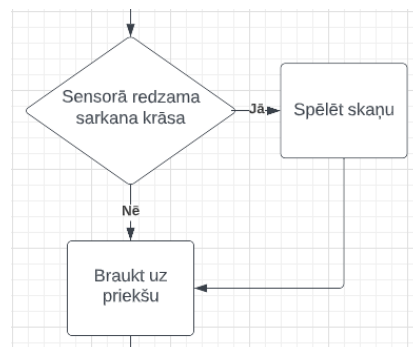 Sensorā redzama
sarkana krāsa
Jā
Spēlēt skaņu
Nē
Braukt uz
priekšu